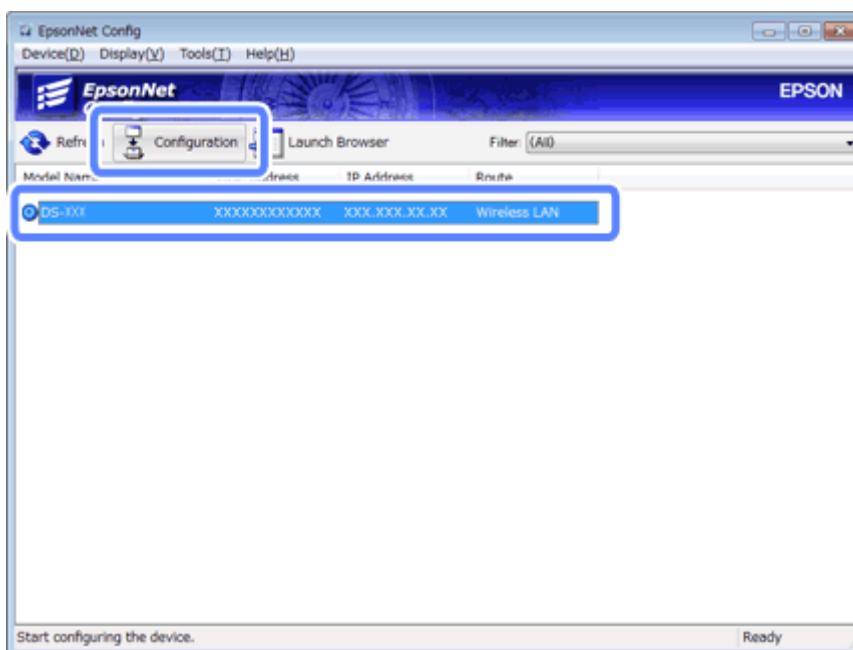 EpsonNet Config
Device(D) Display(V) Tools(T) Help(H)
EpsonNet
EPSON
Configuration Launch Browser Filter: (All)
IP Address Route
DS-XXX XXXXXXXXXXXX XXX.XXX.XX.XX Wireless LAN
Start configuring the device. Ready